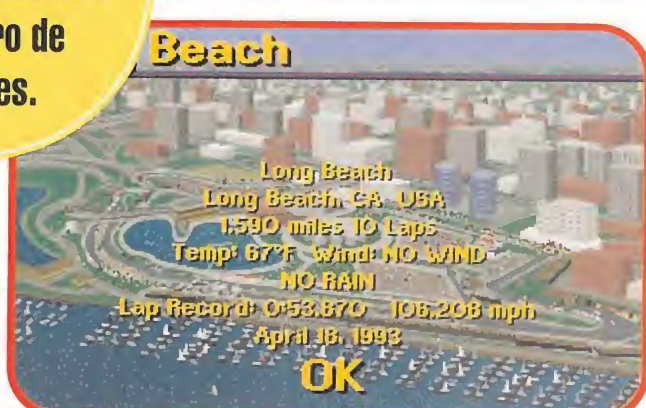 ro de
es.
Beach
Long Beach
Long Beach, CA USA
1.590 miles 10 Laps
Temp: 67°F Wind: NO WIND
NO RAIN
Lap Record: 0:53.870 106.208 mph
April 18, 1993
OK